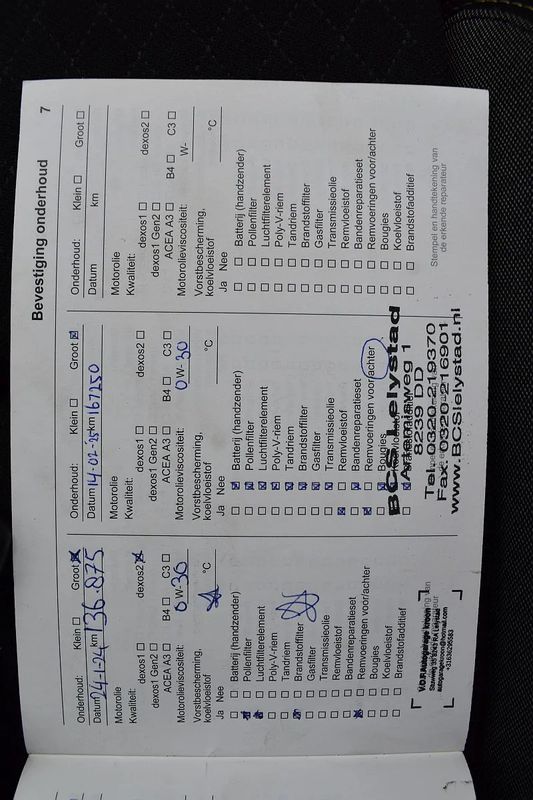 Bevestiging onderhoud 7
Onderhoud: Klein Groot
Datum 24-1-24 km 136.875
Motorolie
Kwaliteit: dexos1 dexos2
dexos1 Gen2
ACEA A3 B4 C3
Motorolieviscositeit: 0 W-30
Vorstbescherming,
koelvloeistof °C
Ja Nee
Batterij (handzender)
Pollenfilter
Luchtfilterelement
Poly-V-riem
Tandriem
Brandstoffilter
Gasfilter
Transmissieolie
Remvloeistof
Bandenreparatieset
Remvoeringen voor/achter
Bougies
Koelvloeistof
Brandstofadditief
Onderhoud: Klein Groot
Datum 14-02-25 km 167250
Motorolie
Kwaliteit: dexos1 dexos2
dexos1 Gen2
ACEA A3 B4 C3
Motorolieviscositeit: 0 W-30
Vorstbescherming,
koelvloeistof °C
Ja Nee
Batterij (handzender)
Pollenfilter
Luchtfilterelement
Poly-V-riem
Tandriem
Brandstoffilter
Gasfilter
Transmissieolie
Remvloeistof
Bandenreparatieset
Remvoeringen voor/achter
Bougies
BCS Lelystad
Artemisweg 1
8239 DD
Tel. 0320-219370
Fax. 0320-216901
www.BCSlelystad.nl
Onderhoud: Klein Groot
Datum km
Motorolie
Kwaliteit: dexos1 dexos2
dexos1 Gen2
ACEA A3 B4 C3
Motorolieviscositeit: W-
Vorstbescherming,
koelvloeistof °C
Ja Nee
Batterij (handzender)
Pollenfilter
Luchtfilterelement
Poly-V-riem
Tandriem
Brandstoffilter
Gasfilter
Transmissieolie
Remvloeistof
Bandenreparatieset
Remvoeringen voor/achter
Bougies
Koelvloeistof
Brandstofadditief
Stempel en handtekening van
de erkende reparateur